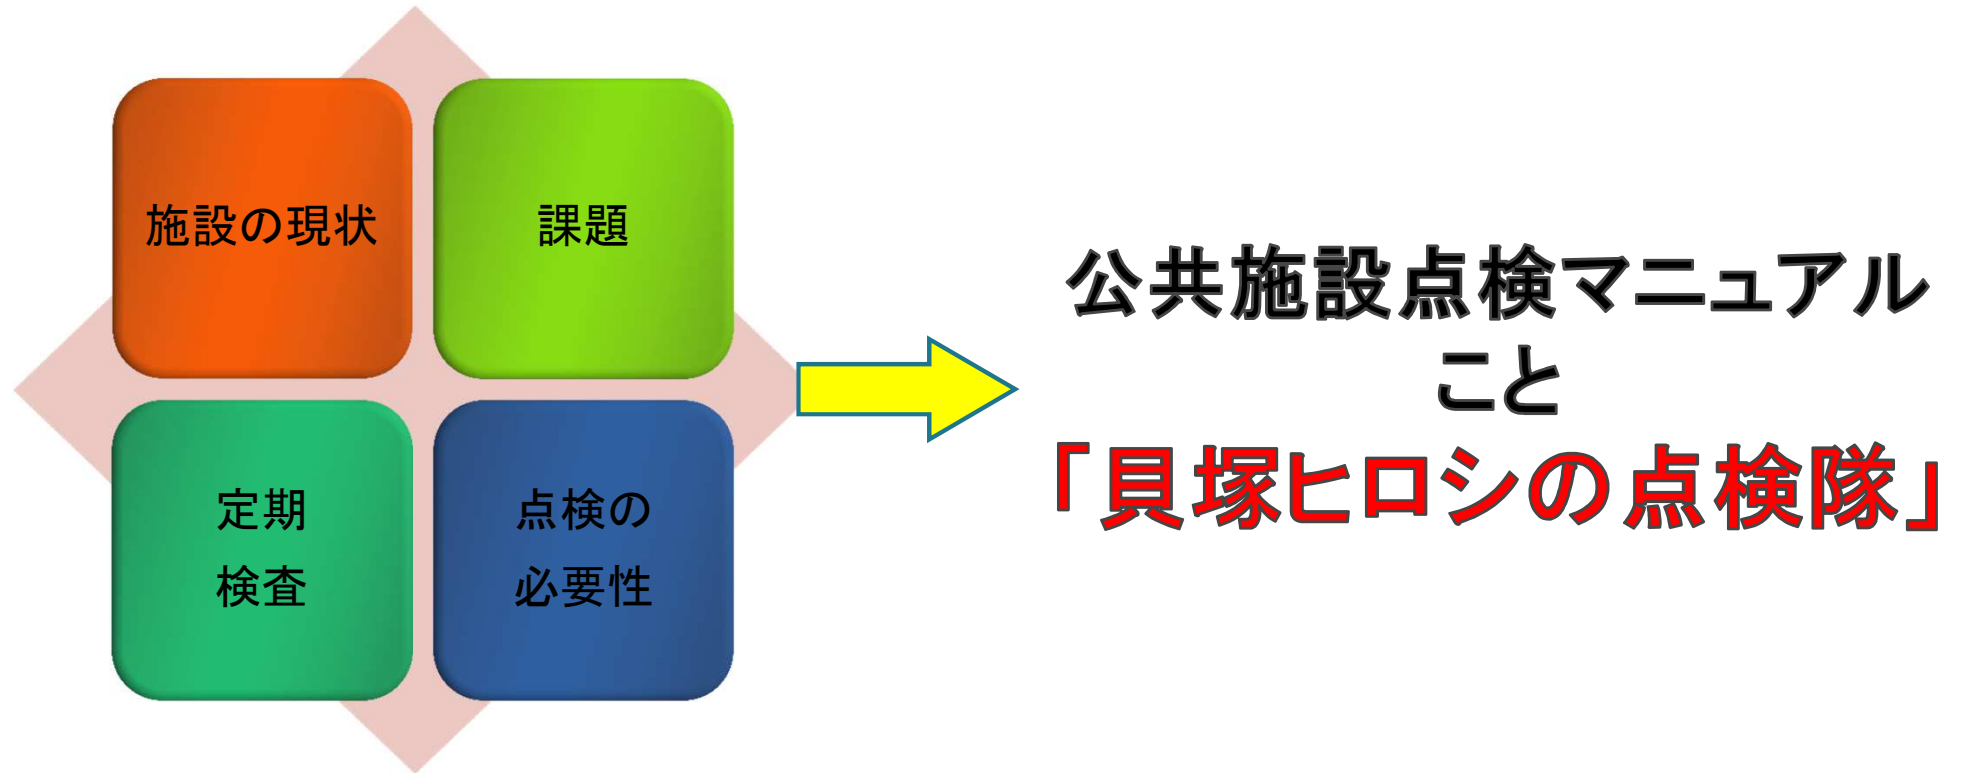 施設の現状
課題
定期
検査
点検の
必要性
公共施設点検マニュアル
こと
「貝塚ヒロシの点検隊」